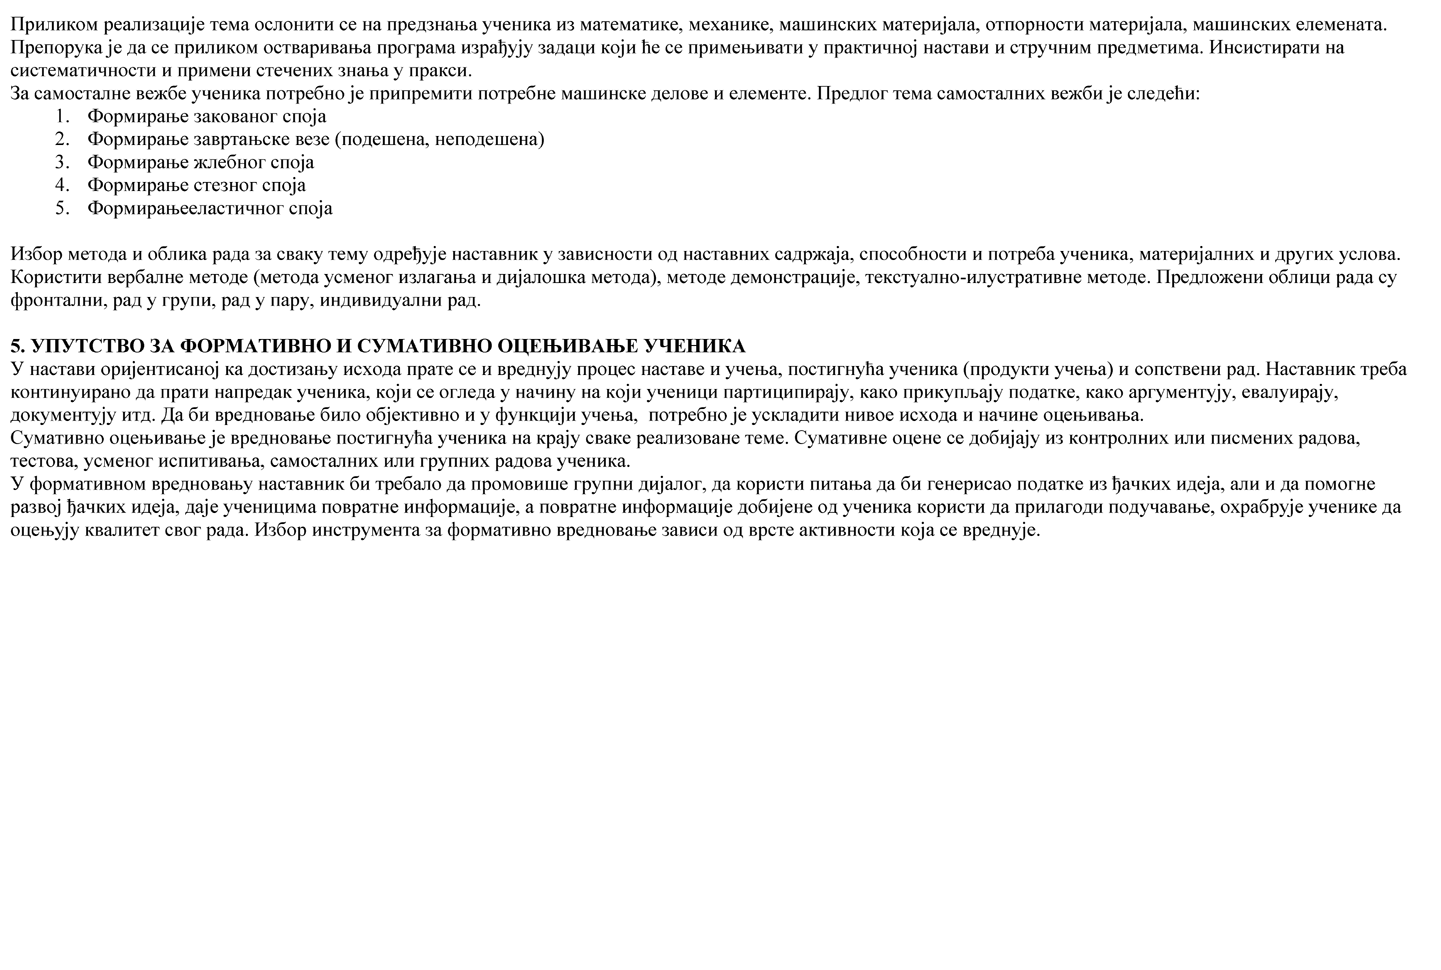 Приликом реализације тема ослонити се на предзнања ученика из математике, механике, машинских материјала, отпорности материјала, машинских елемената.
Препорука је да се приликом остваривања програма израђују задаци који ће се примењивати у практичној настави и стручним предметима. Инсистирати на
систематичности и примени стечених знања у пракси.
За самосталне вежбе ученика потребно је припремити потребне машинске делове и елементе. Предлог тема самосталних вежби је следећи:
1. Формирање закованог споја
2. Формирање завртањске везе (подешена, неподешена)
3. Формирање жлебног споја
4. Формирање стезног споја
5. Формирањееластичног споја
Избор метода и облика рада за сваку тему одређује наставник у зависности од наставних садржаја, способности и потреба ученика, материјалних и других услова.
Користити вербалне методе (метода усменог излагања и дијалошка метода), методе демонстрације, текстуално-илустративне методе. Предложени облици рада су
фронтални, рад у групи, рад у пару, индивидуални рад.
5. УПУТСТВО ЗА ФОРМАТИВНО И СУМАТИВНО ОЦЕЊИВАЊЕ УЧЕНИКА
У настави оријентисаној ка достизању исхода прате се и вреднују процес наставе и учења, постигнућа ученика (продукти учења) и сопствени рад. Наставник треба
континуирано да прати напредак ученика, који се огледа у начину на који ученици партиципирају, како прикупљају податке, како аргументују, евалуирају,
документују итд. Да би вредновање било објективно и у функцији учења,  потребно је ускладити нивое исхода и начине оцењивања.
Сумативно оцењивање је вредновање постигнућа ученика на крају сваке реализоване теме. Сумативне оцене се добијају из контролних или писмених радова,
тестова, усменог испитивања, самосталних или групних радова ученика.
У формативном вредновању наставник би требало да промовише групни дијалог, да користи питања да би генерисао податке из ђачких идеја, али и да помогне
развој ђачких идеја, даје ученицима повратне информације, а повратне информације добијене од ученика користи да прилагоди подучавање, охрабрује ученике да
оцењују квалитет свог рада. Избор инструмента за формативно вредновање зависи од врсте активности која се вреднује.